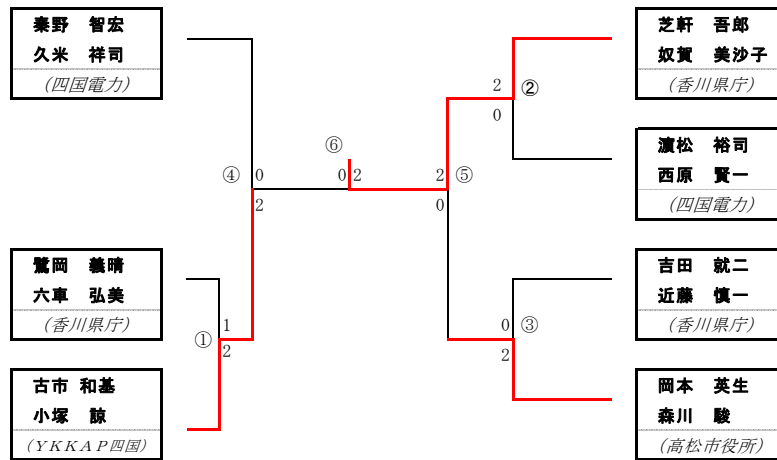 秦野　智宏
久米　祥司
(四国電力)
鷺岡　義晴
六車　弘美
(香川県庁)
古市 和基
小塚　諒
(YKKAP四国)
④
0
2
①
1
2
⑥
0
2
2
⑤
0
2
②
0
0
③
2
芝軒　吾郎
奴賀　美沙子
(香川県庁)
濵松　裕司
西原　賢一
(四国電力)
吉田　就二
近藤　慎一
(香川県庁)
岡本　英生
森川　駿
(高松市役所)